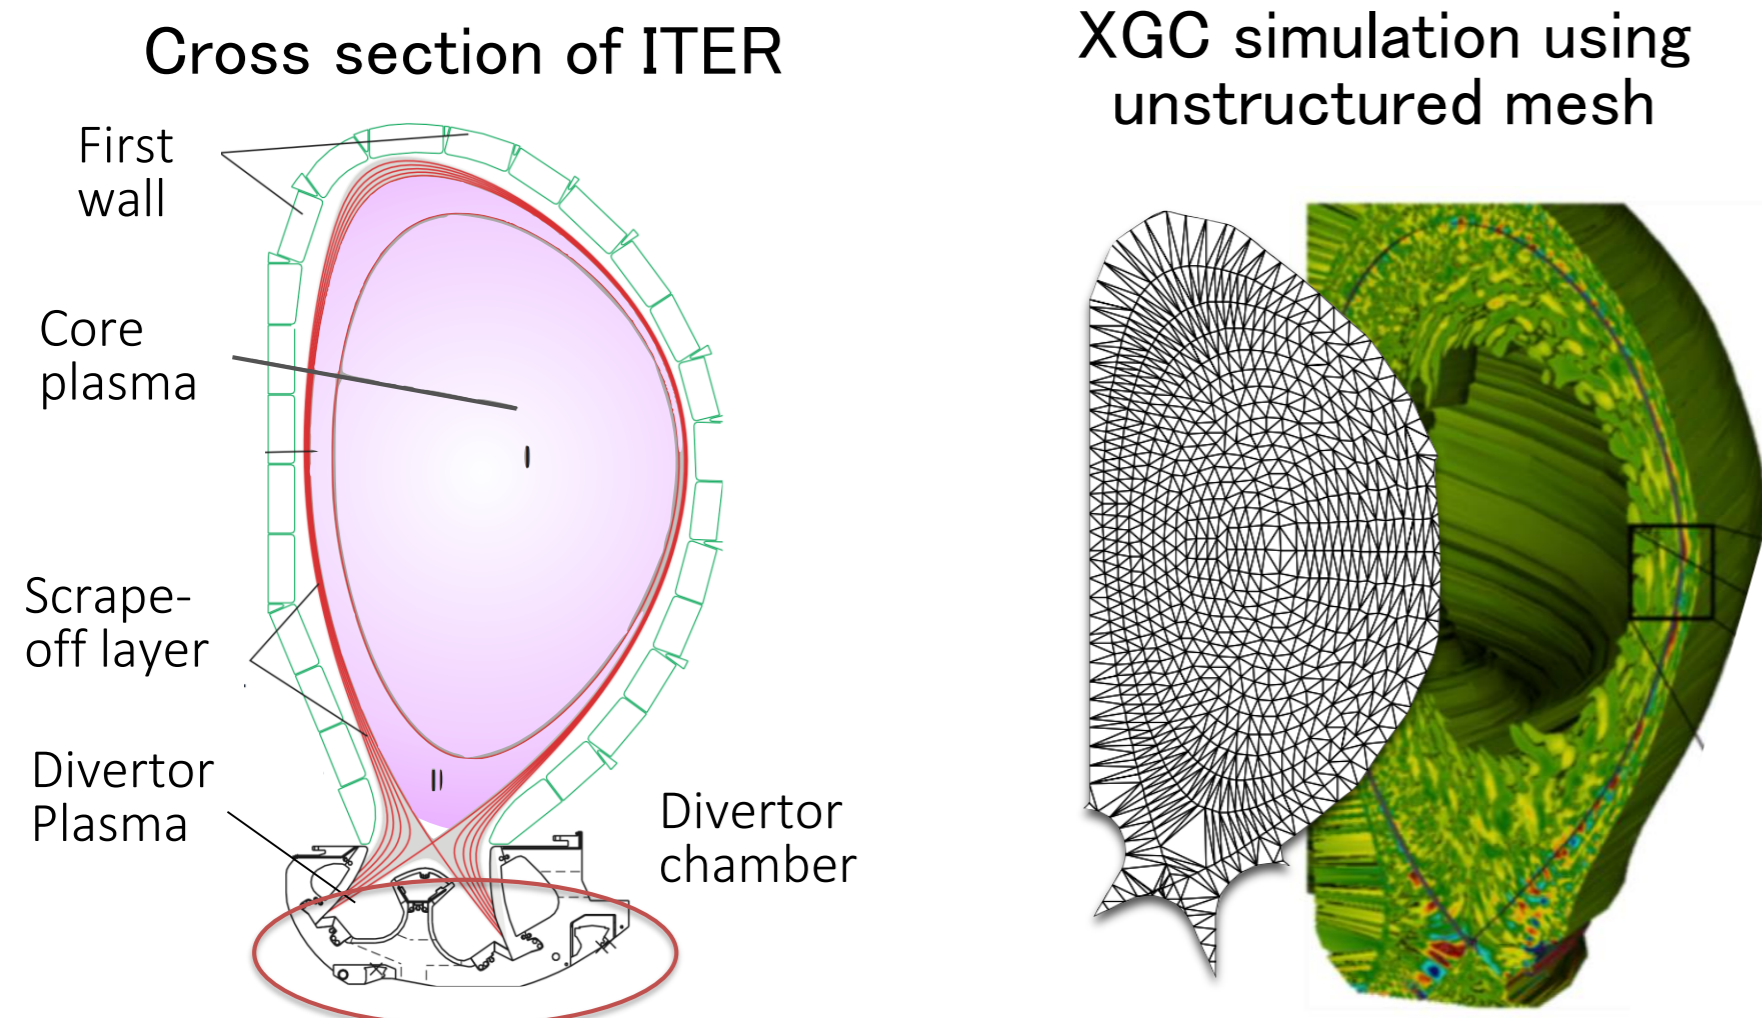 Cross section of ITER
First
wall
Core
plasma
I
Scrape-
off layer
II
Divertor
Plasma
Divertor
chamber
XGC simulation using
unstructured mesh